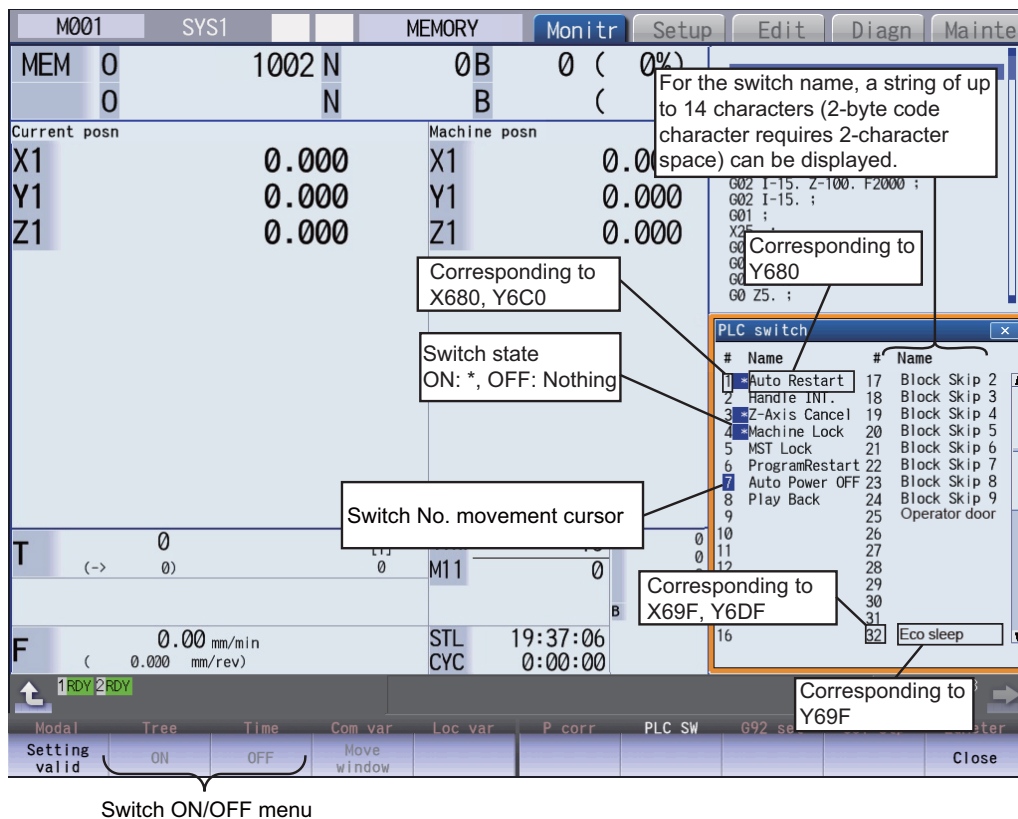 M001 SYS1 MEMORY Monitr Setup Edit Diagn Mainte
MEM O 1002 N 0 B 0 ( 0%)
O N B (
For the switch name, a string of up
to 14 characters (2-byte code
character requires 2-character
space) can be displayed.
Current posn Machine posn
X1 0.000 X1
Y1 0.000 Y1 0.000
Z1 0.000 Z1 0.000
G02 I-15. Z-100. F2000 ;
G02 I-15. ;
G01 ;
G0 Z5. ;
Corresponding to
Y680
Corresponding to
X680, Y6C0
Switch state
ON: *, OFF: Nothing
Switch No. movement cursor
PLC switch
# Name # Name
1 *Auto Restart 17 Block Skip 2
2 Handle INT. 18 Block Skip 3
3 *Z-Axis Cancel 19 Block Skip 4
4 *Machine Lock 20 Block Skip 5
5 MST Lock 21 Block Skip 6
6 ProgramRestart 22 Block Skip 7
7 Auto Power OFF 23 Block Skip 8
8 Play Back 24 Block Skip 9
9 25 Operator door
10 26
11 27
12 28
29
30
31
16 32 Eco sleep
Corresponding to
X69F, Y6DF
Corresponding to
Y69F
T 0 0
(-> 0) 0 M11 0 0
B
F 0.00 mm/min STL 19:37:06
( 0.000 mm/rev) CYC 0:00:00
1 RDY 2 RDY
Modal Tree Time Com var Loc var P corr PLC SW G92 set
Setting valid ON OFF Move window Close
Switch ON/OFF menu